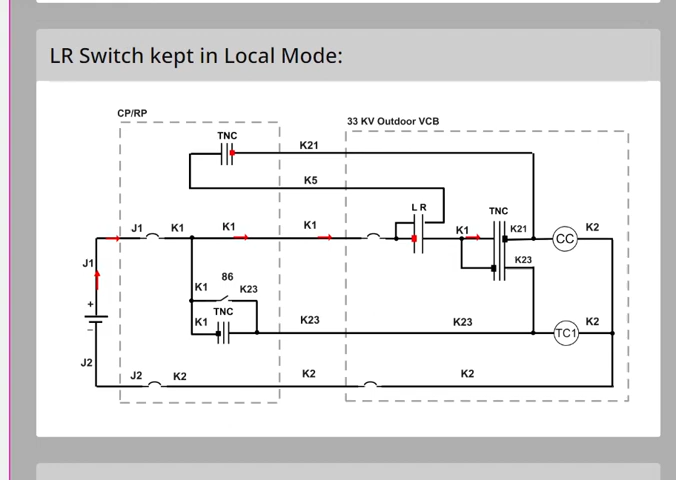 LR Switch kept in Local Mode:
CP/RP
33 KV Outdoor VCB
TNC
K21
K5
L R
TNC
J1
K1
K1
K1
K1
K21
CC
K2
K23
J1
86
K1
K23
+
TNC
K1
K23
K23
TC1
K2
–
J2
J2
K2
K2
K2